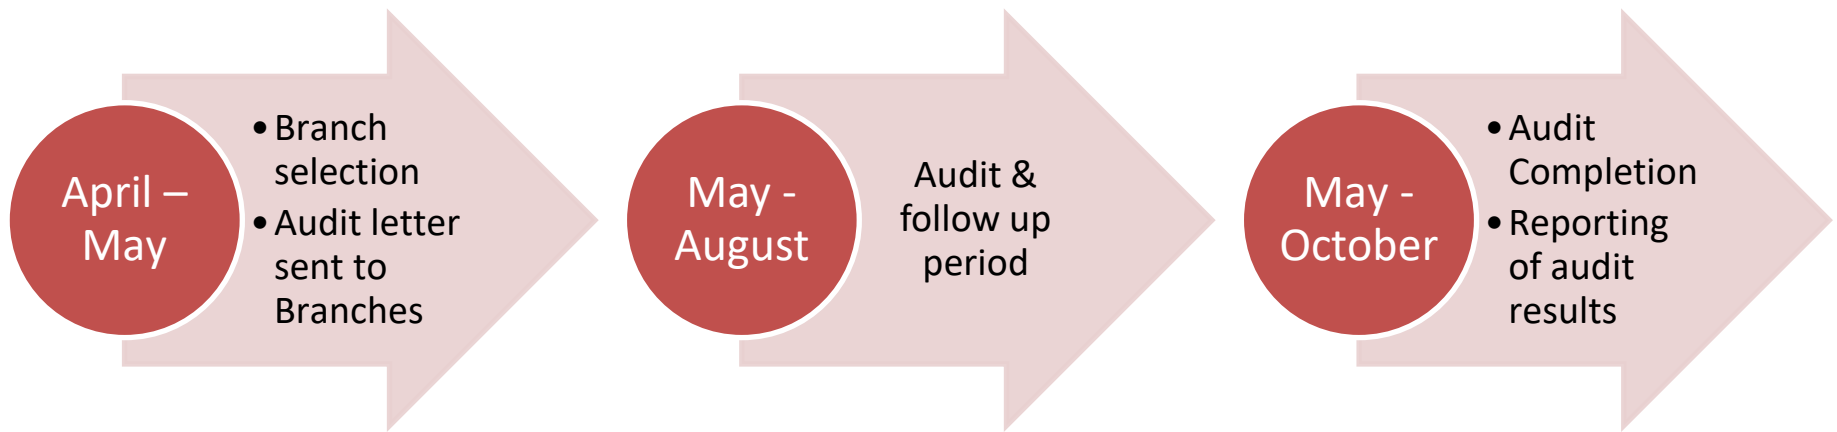 April –
May
• Branch
selection
• Audit letter
sent to
Branches
May -
August
Audit &
follow up
period
May -
October
• Audit
Completion
• Reporting
of audit
results